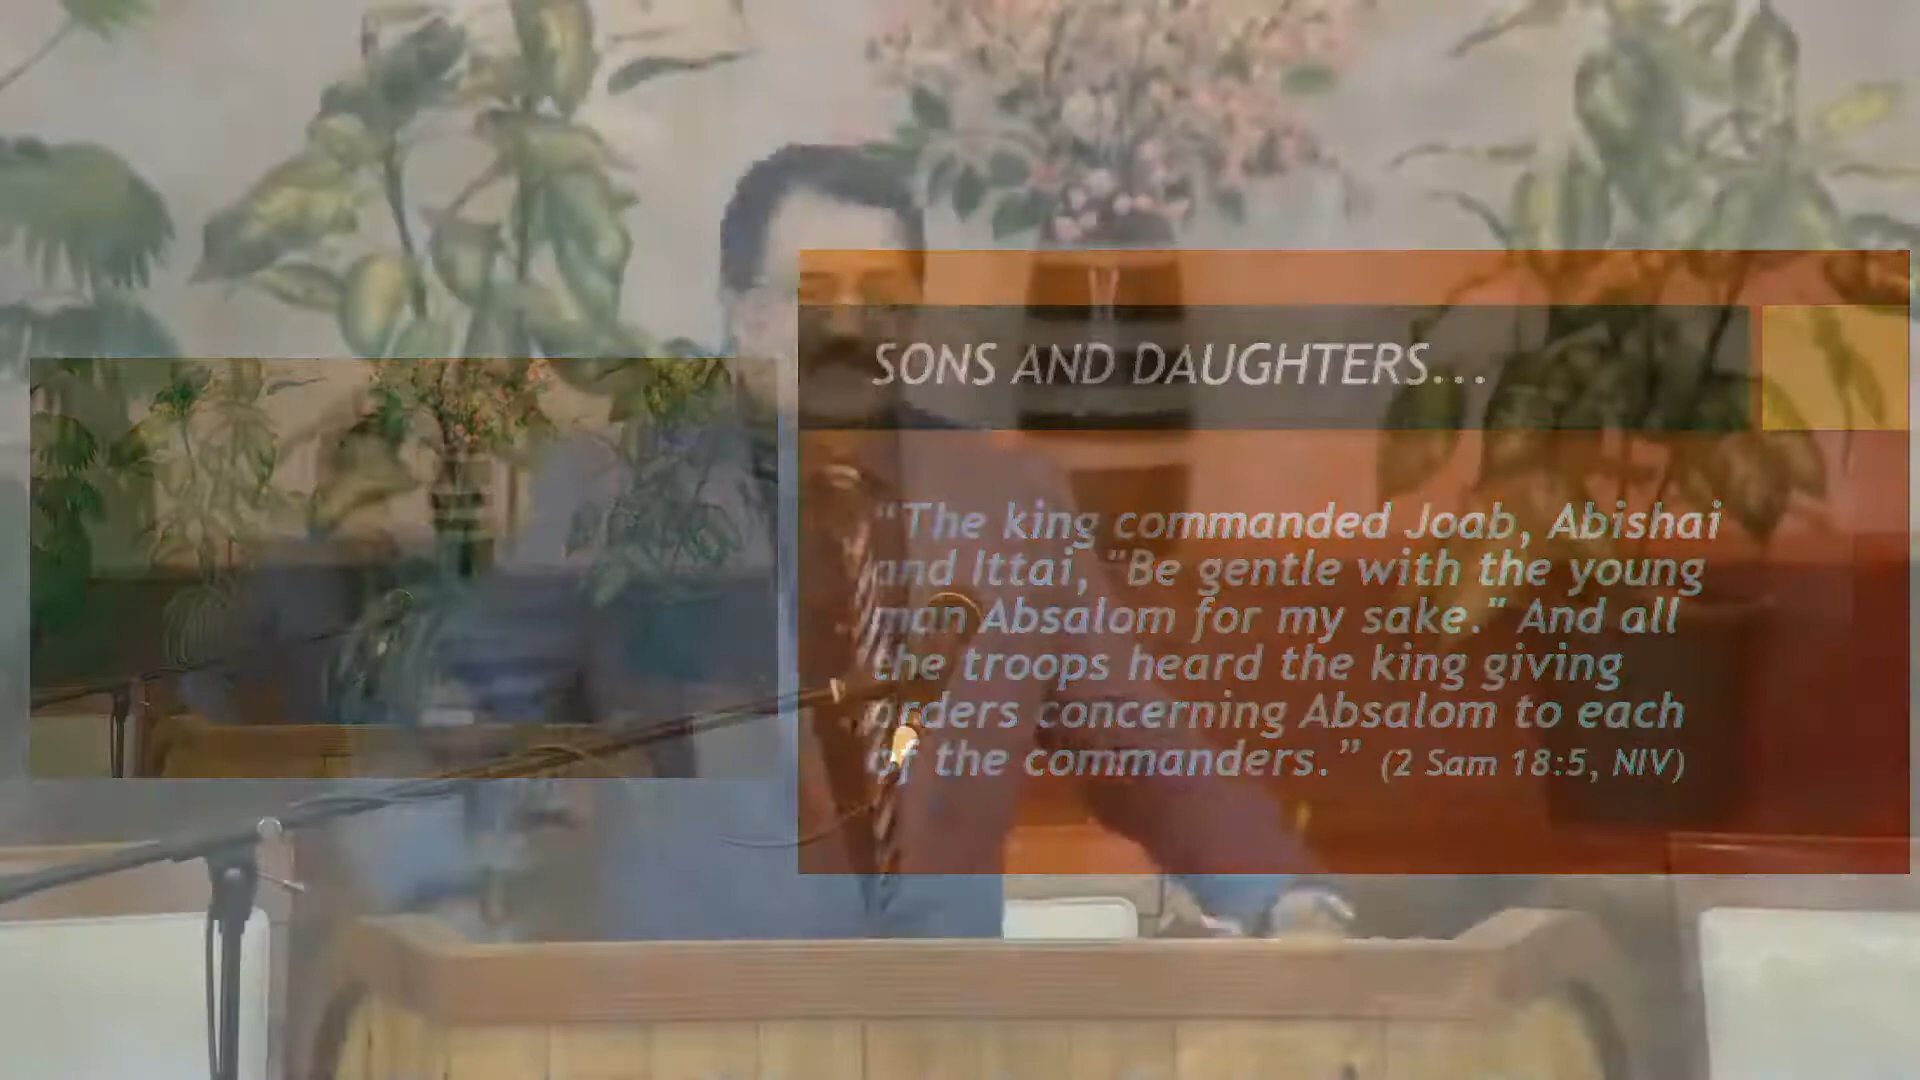 SONS AND DAUGHTERS...
“The king commanded Joab, Abishai
and Ittai, "Be gentle with the young
man Absalom for my sake." And all
the troops heard the king giving
orders concerning Absalom to each
of the commanders.” (2 Sam 18:5, NIV)